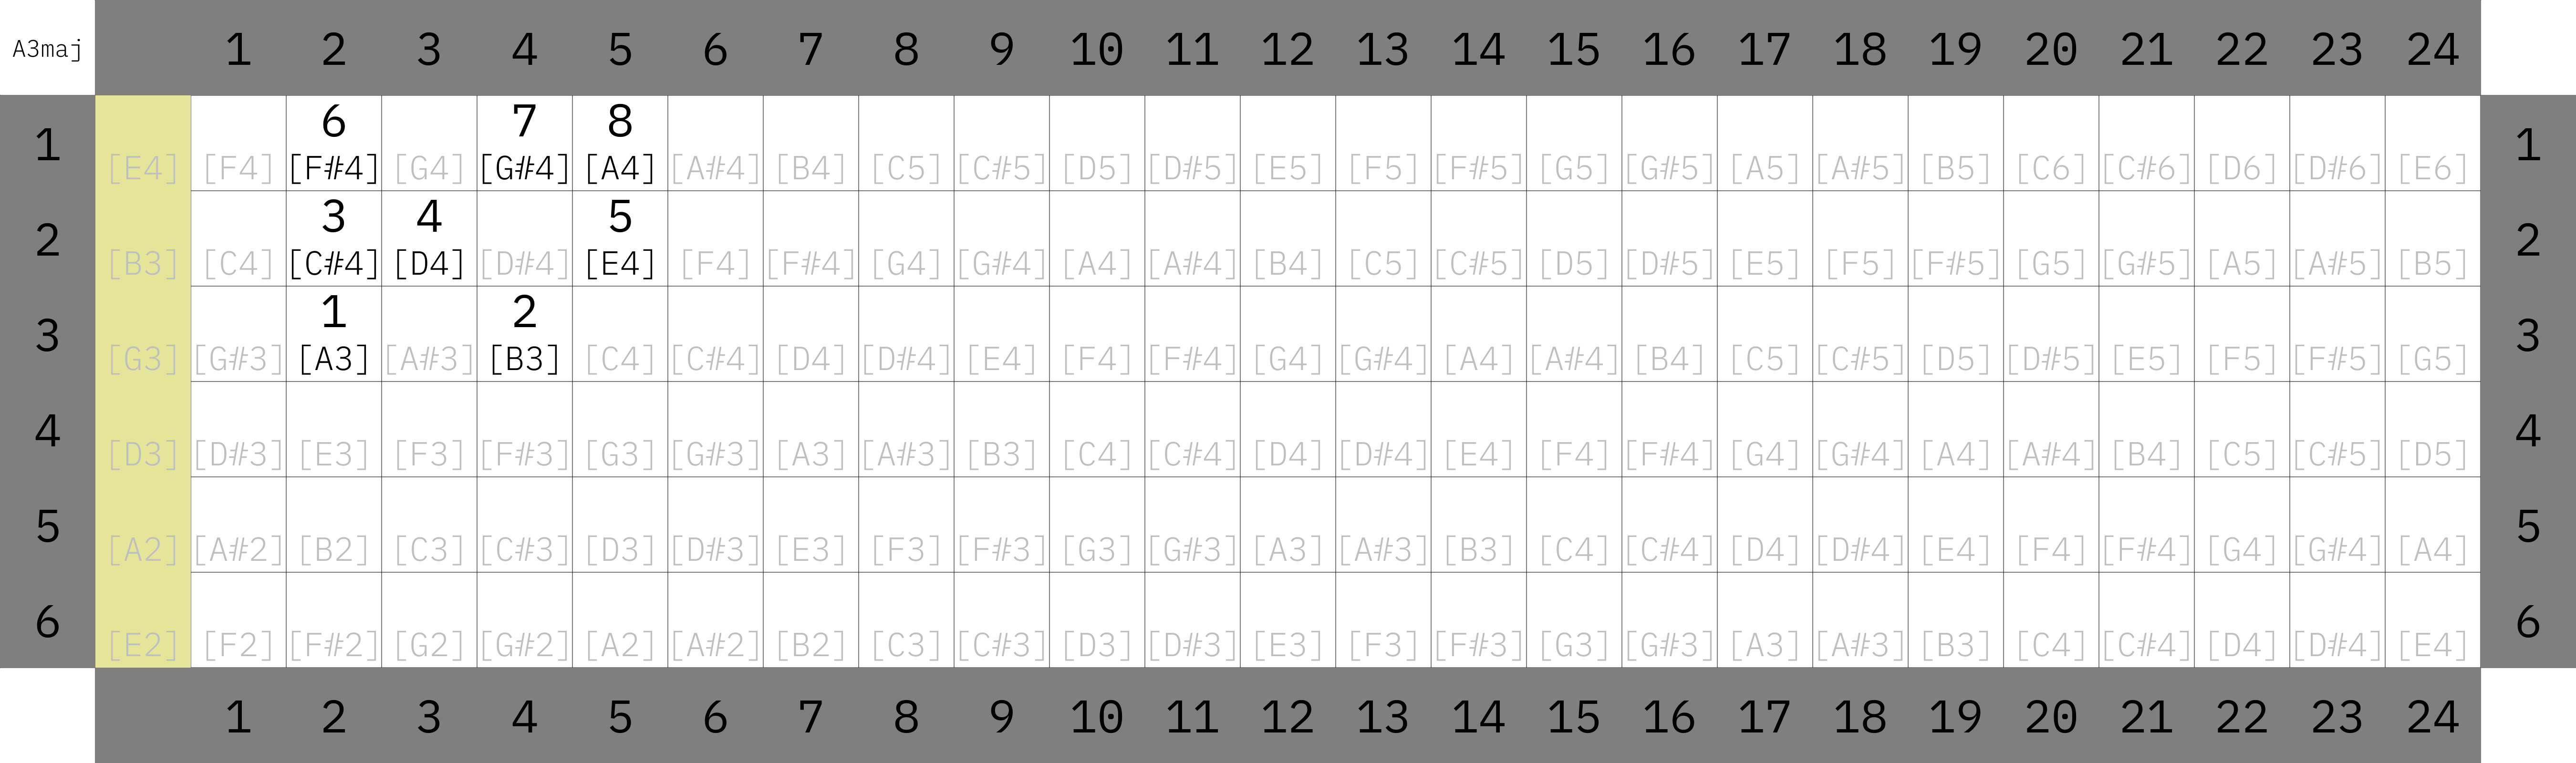 A3maj 1 2 3 4 5 6 7 8 9 10 11 12 13 14 15 16 17 18 19 20 21 22 23 24
6 7 8
1 [E4] [F4] [F#4] [G4] [G#4] [A4] [A#4] [B4] [C5] [C#5] [D5] [D#5] [E5] [F5] [F#5] [G5] [G#5] [A5] [A#5] [B5] [C6] [C#6] [D6] [D#6] [E6] 1
3 4 5
2 [B3] [C4] [C#4] [D4] [D#4] [E4] [F4] [F#4] [G4] [G#4] [A4] [A#4] [B4] [C5] [C#5] [D5] [D#5] [E5] [F5] [F#5] [G5] [G#5] [A5] [A#5] [B5] 2
1 2
3 [G3] [G#3] [A3] [A#3] [B3] [C4] [C#4] [D4] [D#4] [E4] [F4] [F#4] [G4] [G#4] [A4] [A#4] [B4] [C5] [C#5] [D5] [D#5] [E5] [F5] [F#5] [G5] 3
4 [D3] [D#3] [E3] [F3] [F#3] [G3] [G#3] [A3] [A#3] [B3] [C4] [C#4] [D4] [D#4] [E4] [F4] [F#4] [G4] [G#4] [A4] [A#4] [B4] [C5] [C#5] [D5] 4
5 [A2] [A#2] [B2] [C3] [C#3] [D3] [D#3] [E3] [F3] [F#3] [G3] [G#3] [A3] [A#3] [B3] [C4] [C#4] [D4] [D#4] [E4] [F4] [F#4] [G4] [G#4] [A4] 5
6 [E2] [F2] [F#2] [G2] [G#2] [A2] [A#2] [B2] [C3] [C#3] [D3] [D#3] [E3] [F3] [F#3] [G3] [G#3] [A3] [A#3] [B3] [C4] [C#4] [D4] [D#4] [E4] 6
1 2 3 4 5 6 7 8 9 10 11 12 13 14 15 16 17 18 19 20 21 22 23 24